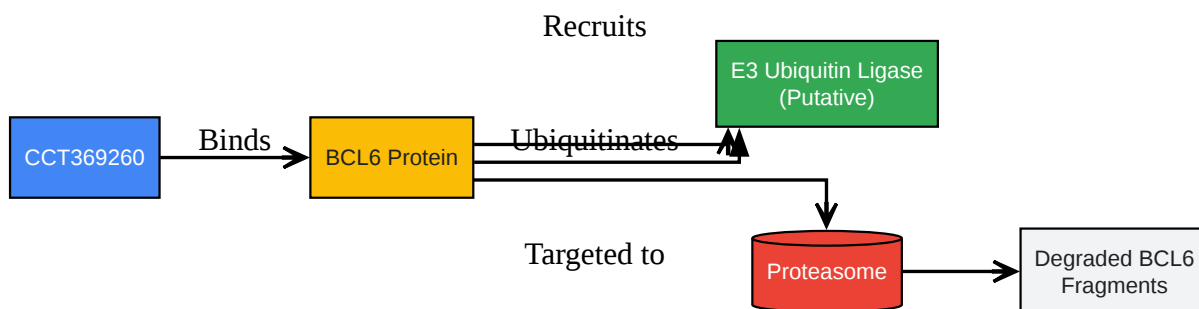 Recruits
E3 Ubiquitin Ligase
(Putative)
CCT369260
Binds
BCL6 Protein
Ubiquitinates
Targeted to
Proteasome
Degraded BCL6
Fragments